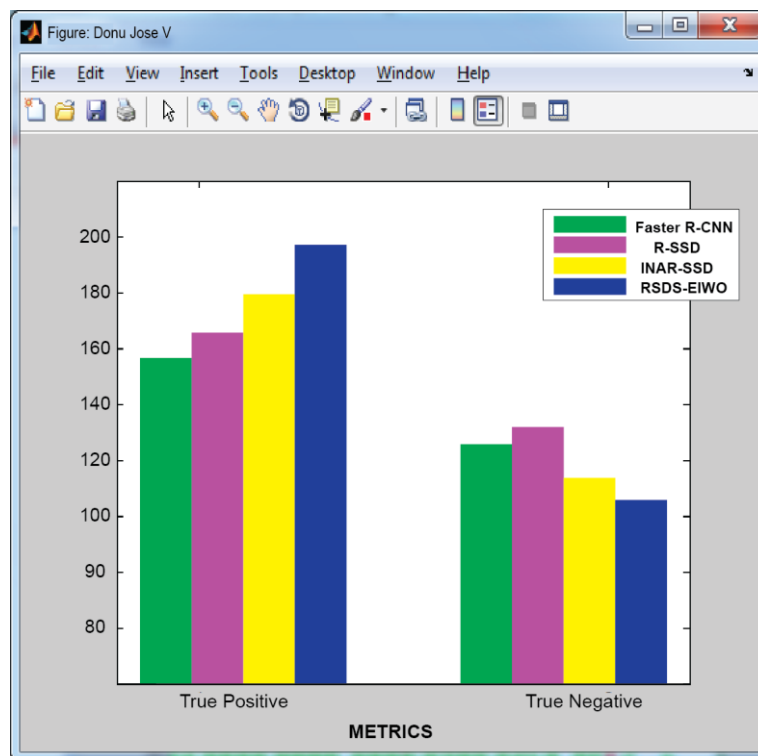 Figure: Donu Jose V
File Edit View Insert Tools Desktop Window Help
200
180
160
140
120
100
90
80
Faster R-CNN
R-SSD
INAR-SSD
RSDS-EIWO
True Positive True Negative
METRICS